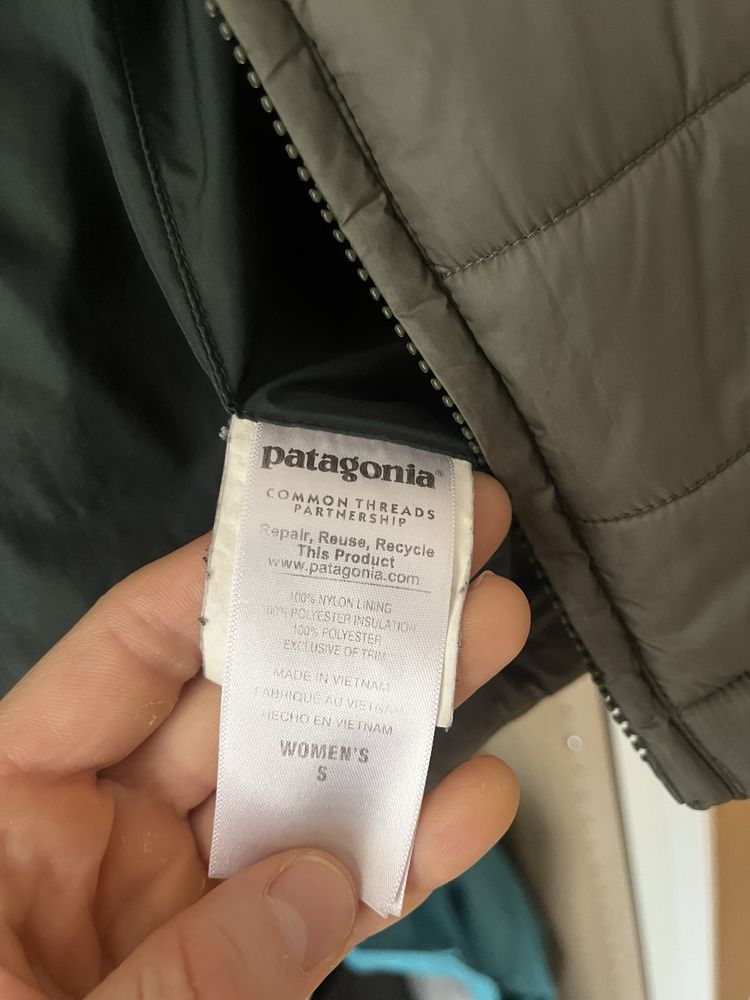 patagonia®
COMMON THREADS
PARTNERSHIP
Repair, Reuse, Recycle
This Product
www.patagonia.com
100% NYLON LINING
100% POLYESTER INSULATION
100% POLYESTER
EXCLUSIVE OF TRIM
MADE IN VIETNAM
FABRIQUÉ AU VIETNAM
HECHO EN VIETNAM
WOMEN'S
S